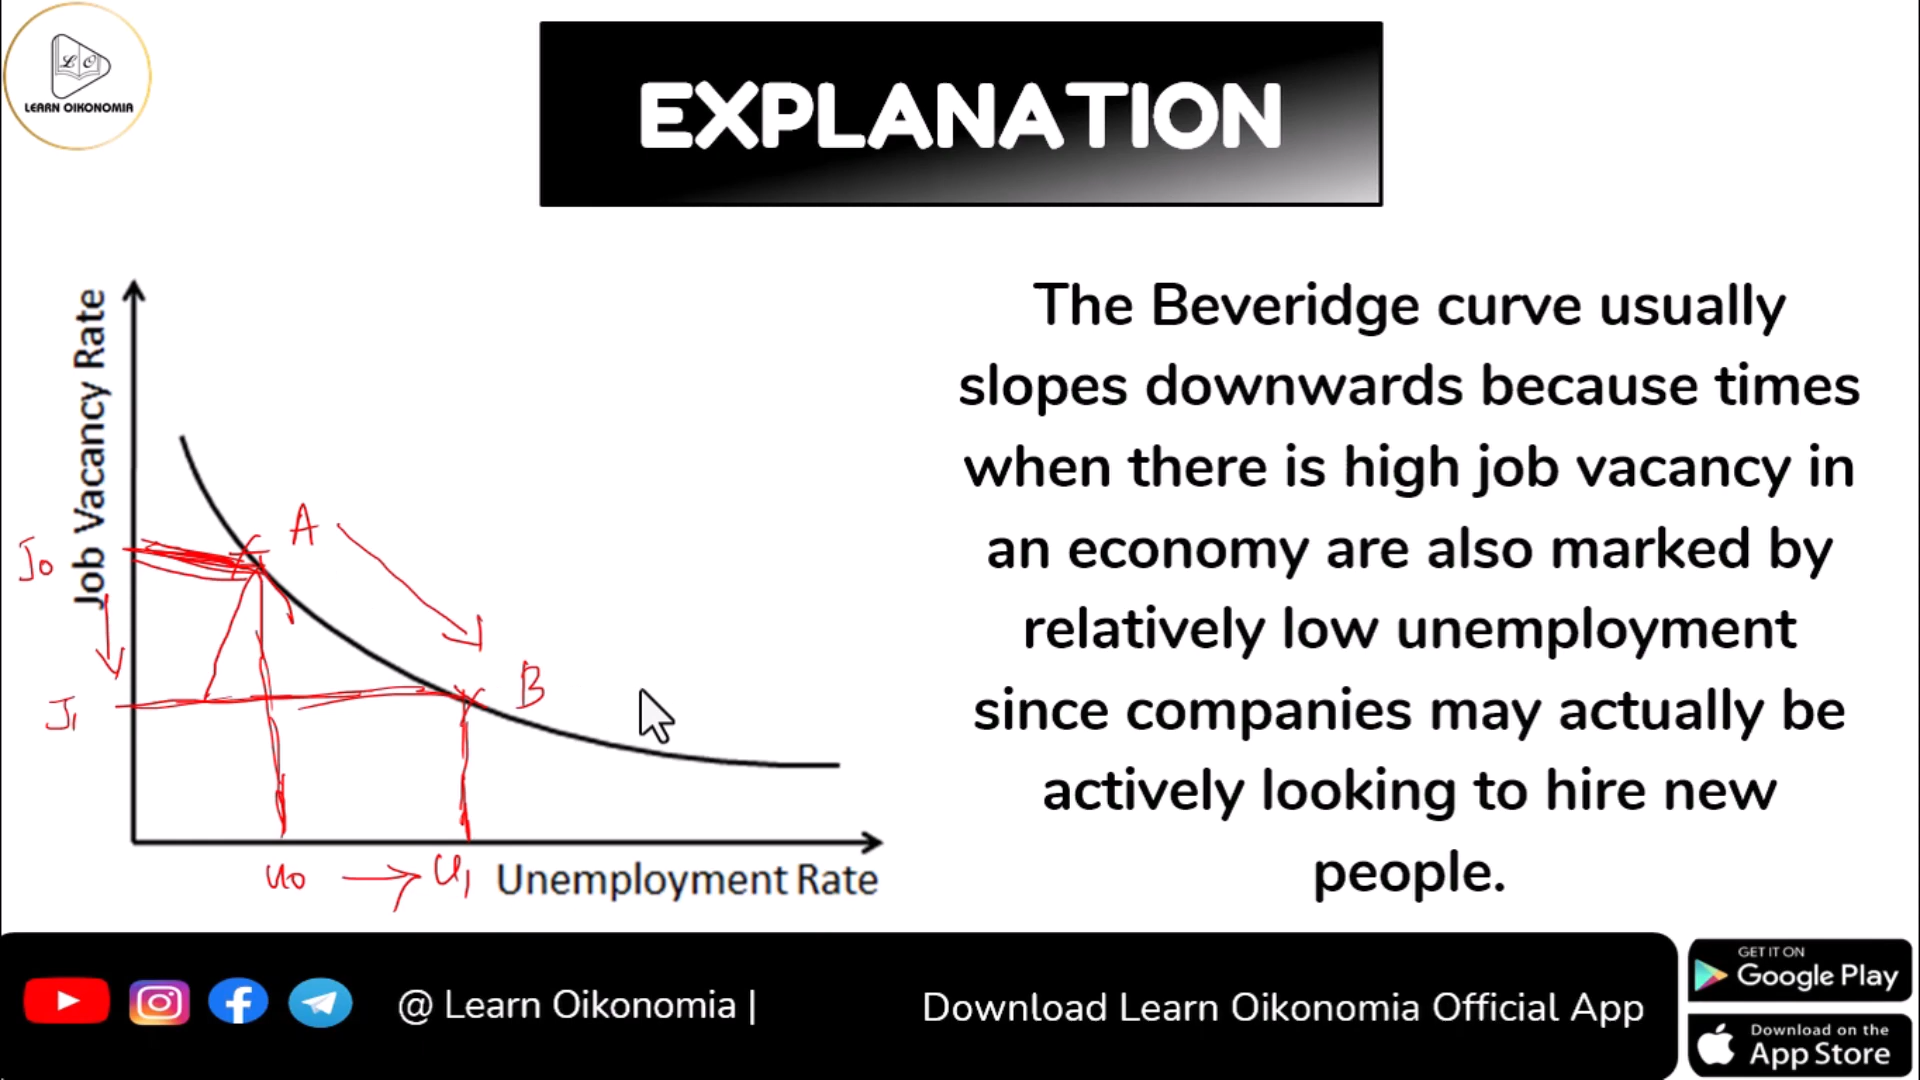 L O
LEARN OIKONOMIA
EXPLANATION
Job Vacancy Rate
The Beveridge curve usually
slopes downwards because times
when there is high job vacancy in
an economy are also marked by
relatively low unemployment
since companies may actually be
actively looking to hire new
people.
A
J0
B
J1
u0
u1
Unemployment Rate
@ Learn Oikonomia |
Download Learn Oikonomia Official App
GET IT ON
Google Play
Download on the
App Store